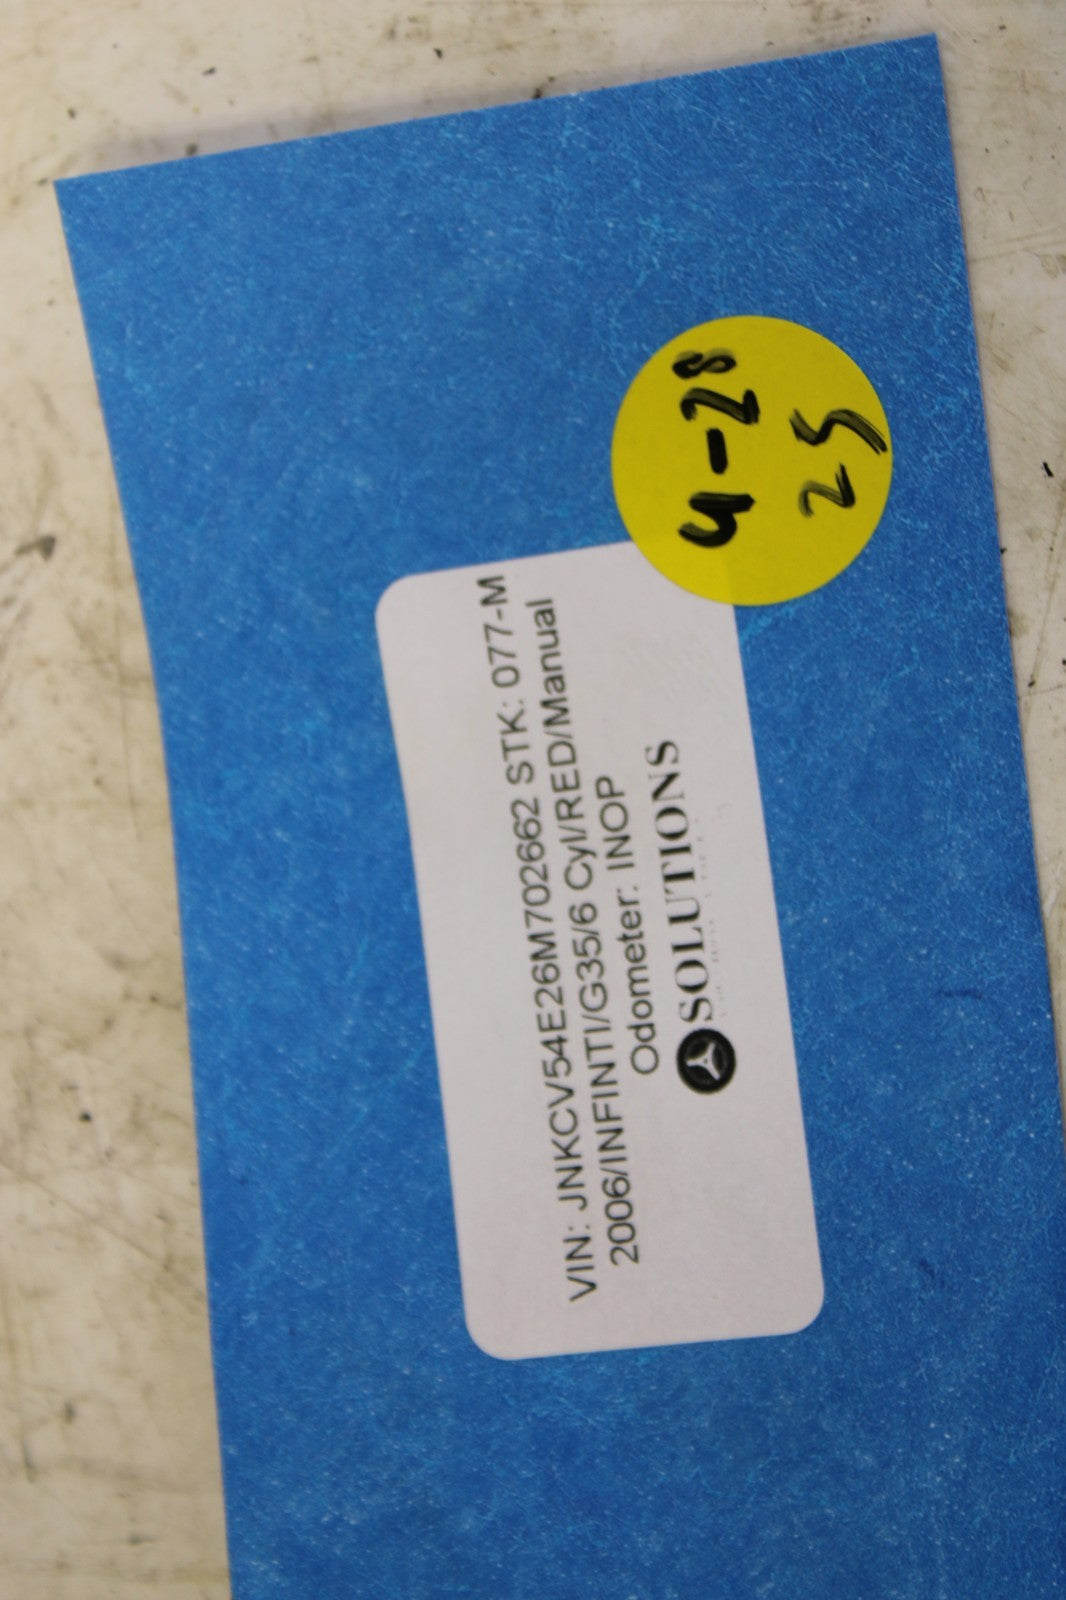 4-28
25
VIN: JNKCV54E26M702662 STK: 077-M
2006/INFINTI/G35/6 Cyl/RED/Manual
Odometer: INOP
SOLUTIONS